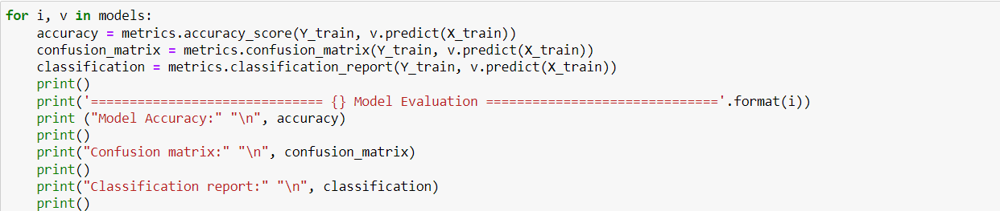 for i, v in models:
    accuracy = metrics.accuracy_score(Y_train, v.predict(X_train))
    confusion_matrix = metrics.confusion_matrix(Y_train, v.predict(X_train))
    classification = metrics.classification_report(Y_train, v.predict(X_train))
    print()
    print('============================== {} Model Evaluation =============================='.format(i))
    print ("Model Accuracy:" "\n", accuracy)
    print()
    print("Confusion matrix:" "\n", confusion_matrix)
    print()
    print("Classification report:" "\n", classification)
    print()